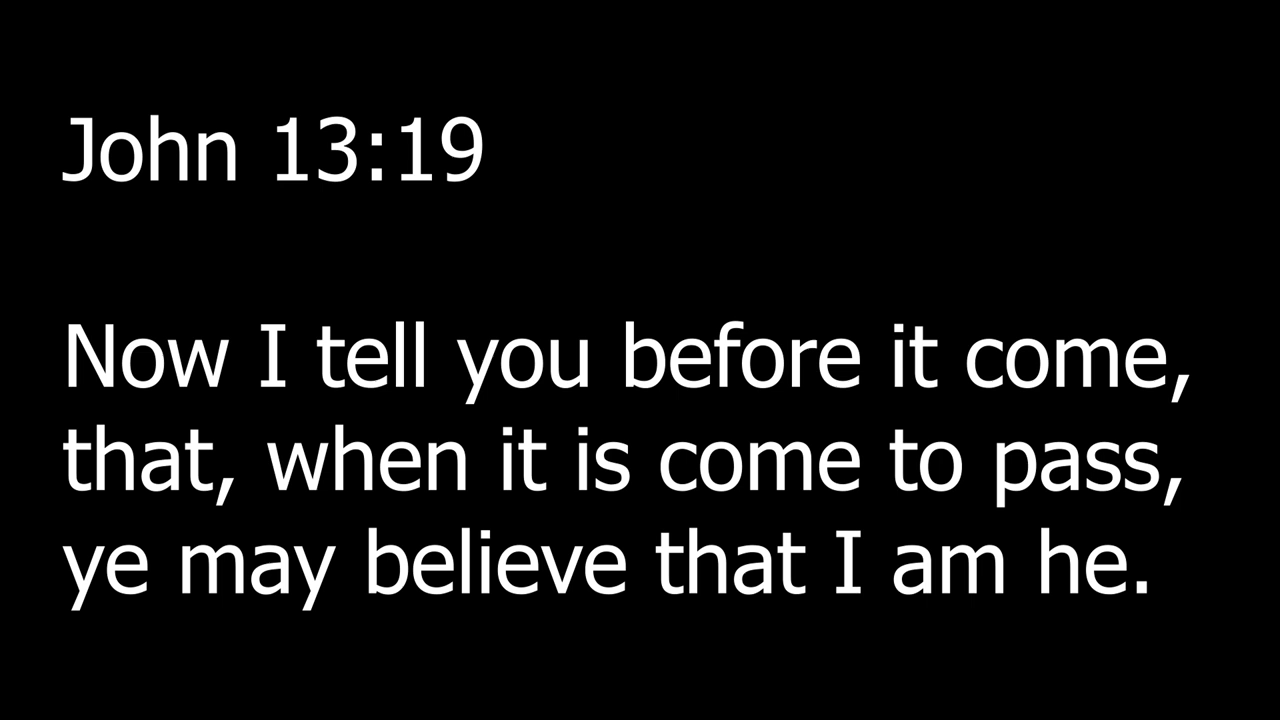 John 13:19
Now I tell you before it come,
that, when it is come to pass,
ye may believe that I am he.